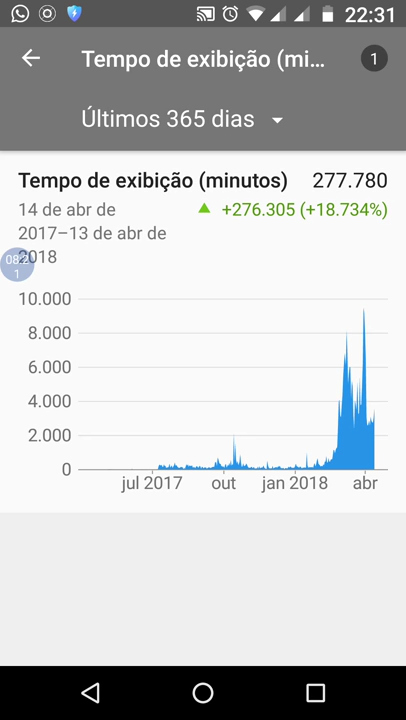 22:31
Tempo de exibição (mi...
1
Últimos 365 dias
Tempo de exibição (minutos) 277.780
14 de abr de
2017–13 de abr de
2018
+276.305 (+18.734%)
08:2
1
10.000
8.000
6.000
4.000
2.000
0
jul 2017 out jan 2018 abr